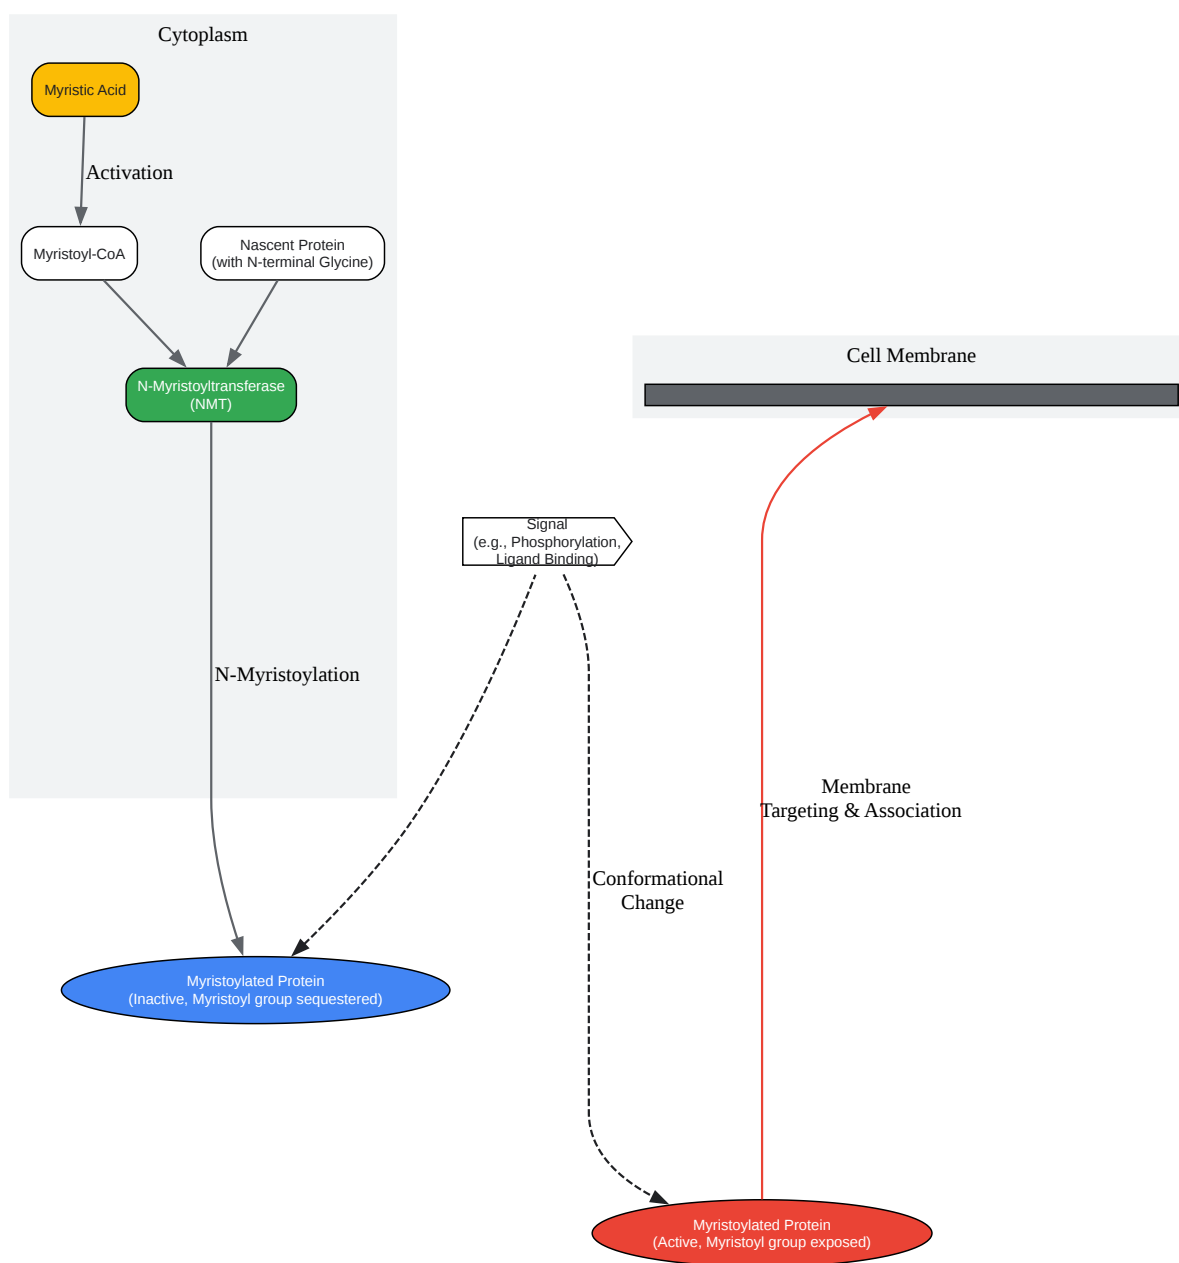 Cytoplasm
Myristic Acid
Activation
Myristoyl-CoA
Nascent Protein
(with N-terminal Glycine)
N-Myristoyltransferase
(NMT)
Cell Membrane
Signal
(e.g., Phosphorylation,
Ligand Binding)
N-Myristoylation
Membrane
Targeting & Association
Conformational
Change
Myristoylated Protein
(Inactive, Myristoyl group sequestered)
Myristoylated Protein
(Active, Myristoyl group exposed)